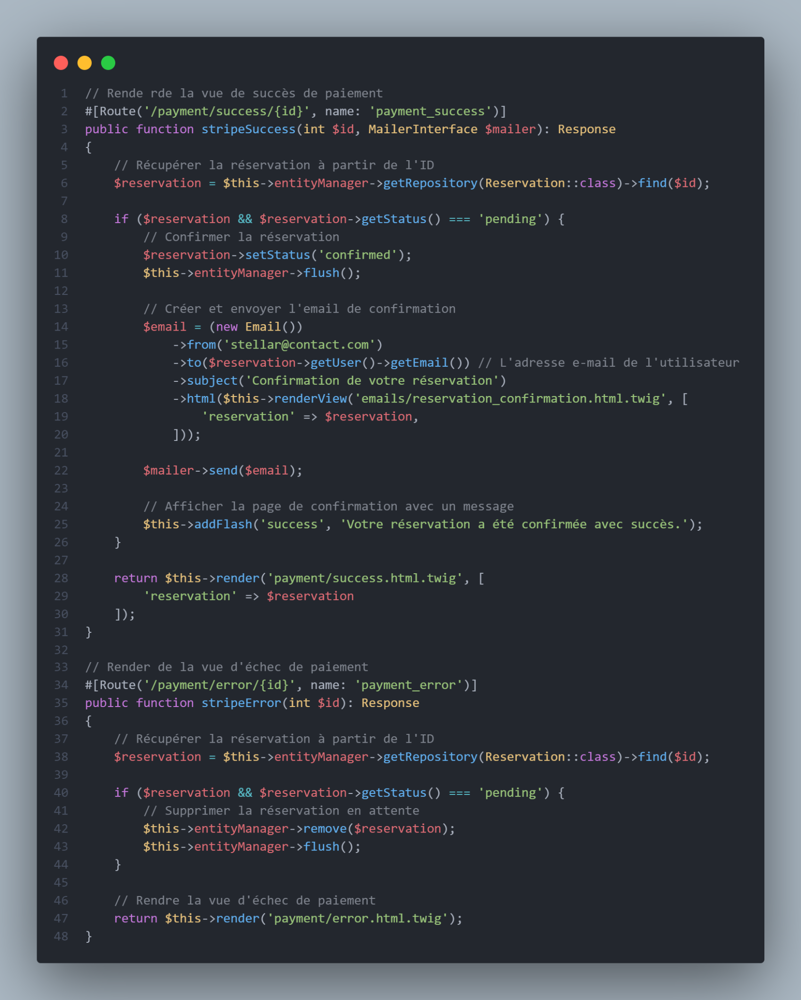 1 // Rende rde la vue de succès de paiement
2 #[Route('/payment/success/{id}', name: 'payment_success')]
3 public function stripeSuccess(int $id, MailerInterface $mailer): Response
4 {
5     // Récupérer la réservation à partir de l'ID
6     $reservation = $this->entityManager->getRepository(Reservation::class)->find($id);
7
8     if ($reservation && $reservation->getStatus() === 'pending') {
9         // Confirmer la réservation
10         $reservation->setStatus('confirmed');
11         $this->entityManager->flush();
12
13         // Créer et envoyer l'email de confirmation
14         $email = (new Email())
15             ->from('stellar@contact.com')
16             ->to($reservation->getUser()->getEmail()) // L'adresse e-mail de l'utilisateur
17             ->subject('Confirmation de votre réservation')
18             ->html($this->renderView('emails/reservation_confirmation.html.twig', [
19                 'reservation' => $reservation,
20             ]));
21
22         $mailer->send($email);
23
24         // Afficher la page de confirmation avec un message
25         $this->addFlash('success', 'Votre réservation a été confirmée avec succès.');
26     }
27
28     return $this->render('payment/success.html.twig', [
29         'reservation' => $reservation
30     ]);
31 }
32
33 // Render de la vue d'échec de paiement
34 #[Route('/payment/error/{id}', name: 'payment_error')]
35 public function stripeError(int $id): Response
36 {
37     // Récupérer la réservation à partir de l'ID
38     $reservation = $this->entityManager->getRepository(Reservation::class)->find($id);
39
40     if ($reservation && $reservation->getStatus() === 'pending') {
41         // Supprimer la réservation en attente
42         $this->entityManager->remove($reservation);
43         $this->entityManager->flush();
44     }
45
46     // Rendre la vue d'échec de paiement
47     return $this->render('payment/error.html.twig');
48 }